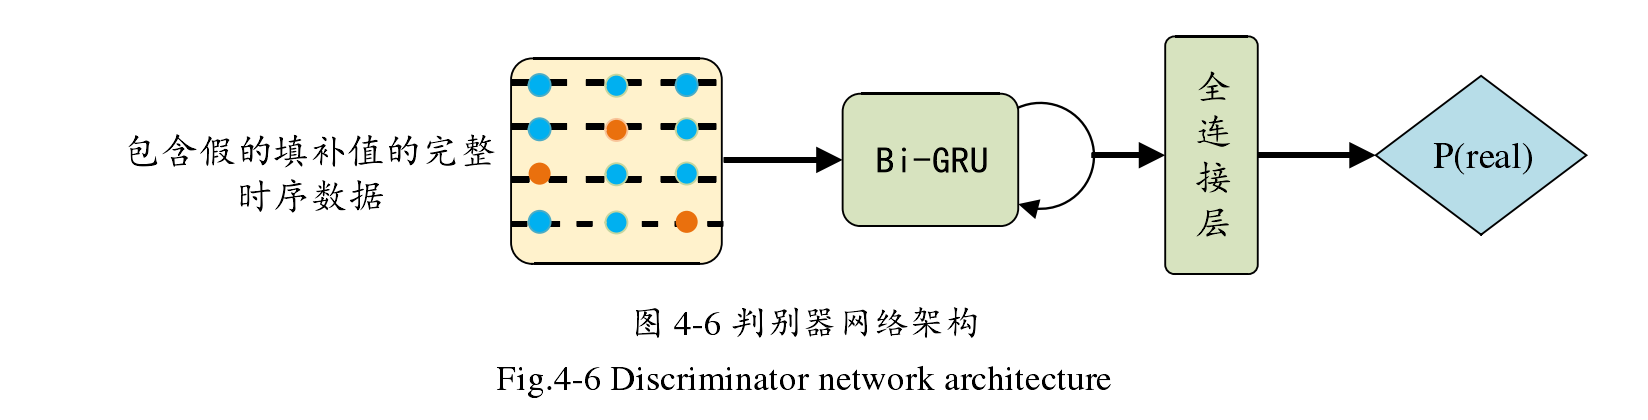 包含假的填补值的完整
时序数据
Bi-GRU
全连接层
P(real)
图 4-6 判别器网络架构
Fig.4-6 Discriminator network architecture